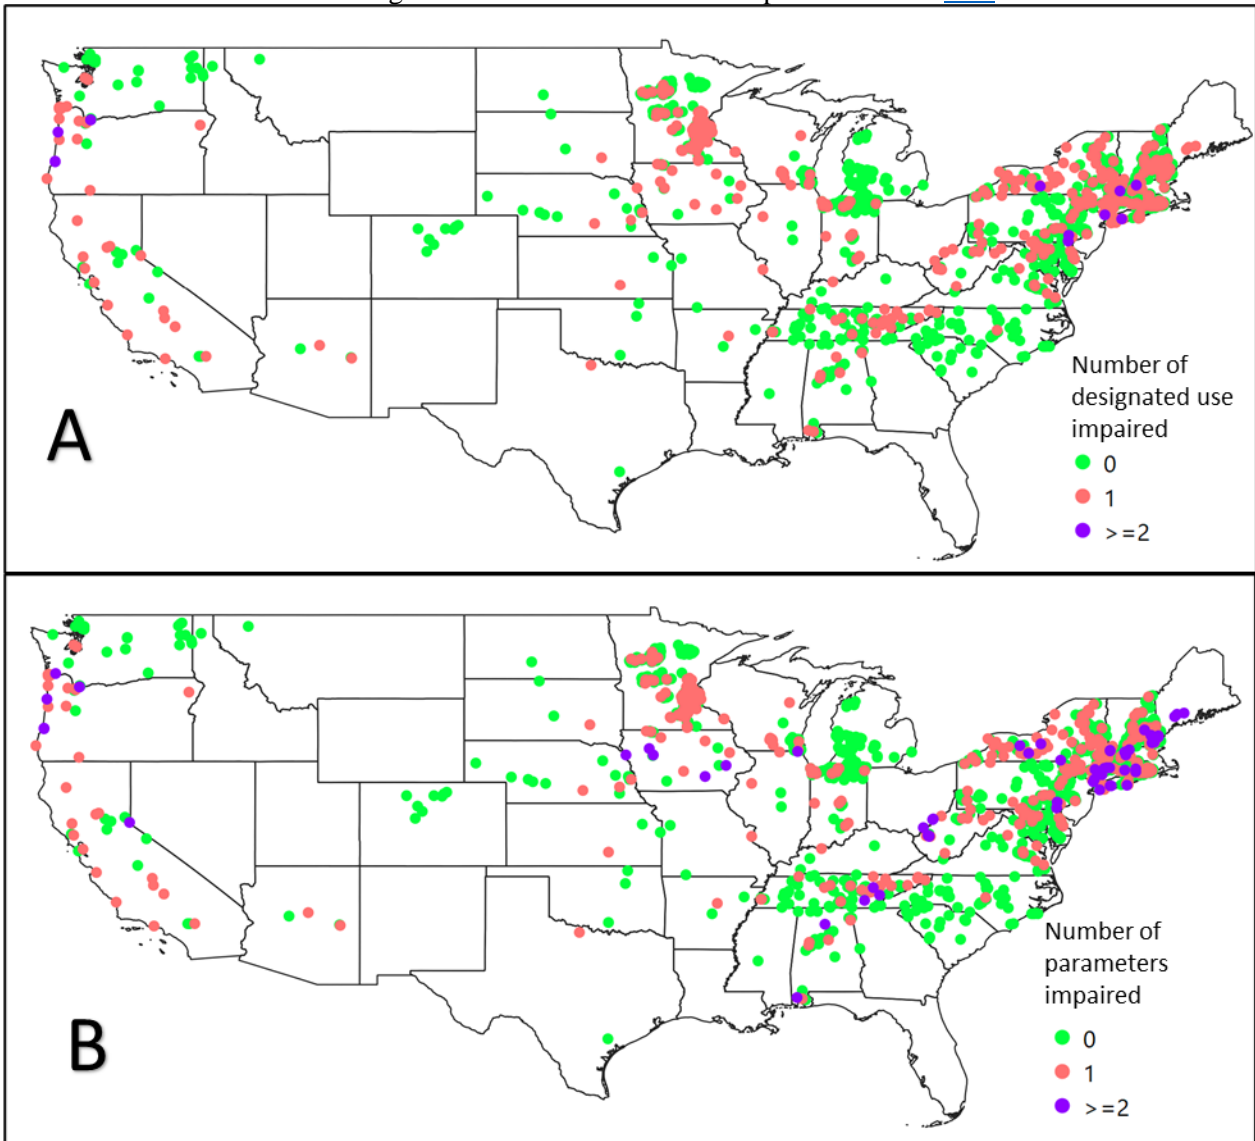 A
Number of
designated use
impaired
0
1
>=2
B
Number of
parameters
impaired
0
1
>=2